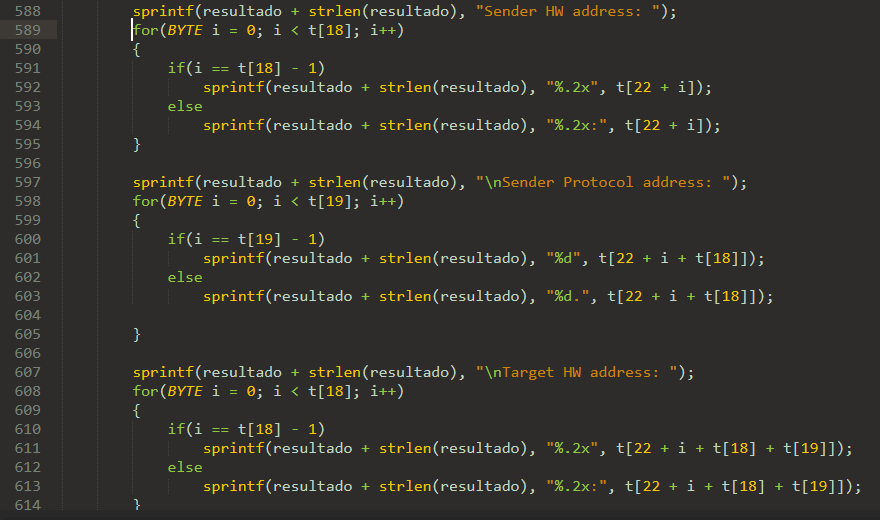 588 sprintf(resultado + strlen(resultado), "Sender HW address: ");
589 for(BYTE i = 0; i < t[18]; i++)
590 {
591 if(i == t[18] - 1)
592 sprintf(resultado + strlen(resultado), "%.2x", t[22 + i]);
593 else
594 sprintf(resultado + strlen(resultado), "%.2x:", t[22 + i]);
595 }
596
597 sprintf(resultado + strlen(resultado), "\nSender Protocol address: ");
598 for(BYTE i = 0; i < t[19]; i++)
599 {
600 if(i == t[19] - 1)
601 sprintf(resultado + strlen(resultado), "%d", t[22 + i + t[18]]);
602 else
603 sprintf(resultado + strlen(resultado), "%d.", t[22 + i + t[18]]);
604
605 }
606
607 sprintf(resultado + strlen(resultado), "\nTarget HW address: ");
608 for(BYTE i = 0; i < t[18]; i++)
609 {
610 if(i == t[18] - 1)
611 sprintf(resultado + strlen(resultado), "%.2x", t[22 + i + t[18] + t[19]]);
612 else
613 sprintf(resultado + strlen(resultado), "%.2x:", t[22 + i + t[18] + t[19]]);
614 }